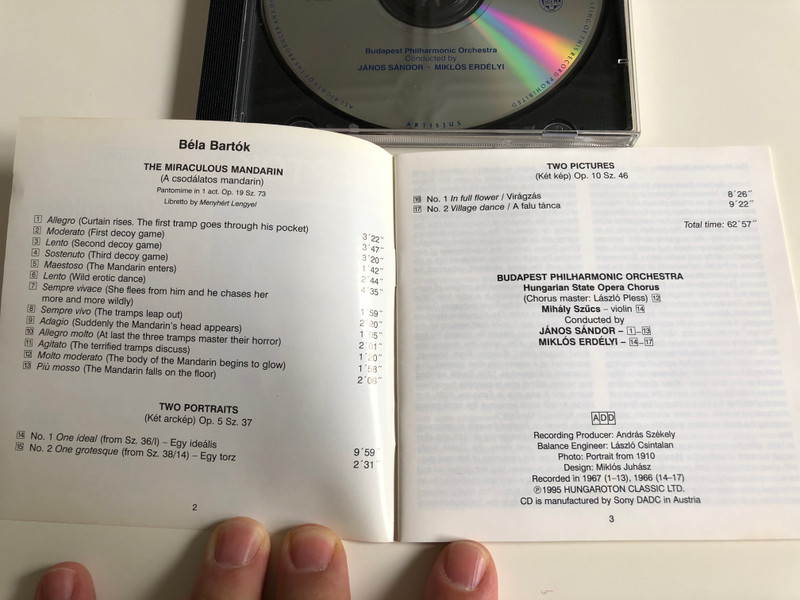 Budapest Philharmonic Orchestra
Conducted by
JÁNOS SÁNDOR - MIKLÓS ERDÉLYI
Béla Bartók
THE MIRACULOUS MANDARIN
(A csodálatos mandarin)
Pantomime in 1 act. Op. 19 Sz. 73
Libretto by Menyhért Lengyel
1 Allegro (Curtain rises. The first tramp goes through his pocket) 3´22˝
2 Moderato (First decoy game) 3´47˝
3 Lento (Second decoy game) 3´20˝
4 Sostenuto (Third decoy game) 1´42˝
5 Maestoso (The Mandarin enters) 2´44˝
6 Lento (Wild erotic dance) 4´35˝
7 Sempre vivace (She flees from him and he chases her
more and more wildly) 1´59˝
8 Sempre vivo (The tramps leap out) 2´20˝
9 Adagio (Suddenly the Mandarin's head appears) 1´05˝
10 Allegro molto (At last the three tramps master their horror) 2´01˝
11 Agitato (The terrified tramps discuss) 1´20˝
12 Molto moderato (The body of the Mandarin begins to glow) 1´58˝
13 Più mosso (The Mandarin falls on the floor) 2´06˝
TWO PORTRAITS
(Két arckép) Op. 5 Sz. 37
14 No. 1 One ideal (from Sz. 36/I) – Egy ideális 9´59˝
15 No. 2 One grotesque (from Sz. 38/14) – Egy torz 2´31˝
2
TWO PICTURES
(Két kép) Op. 10 Sz. 46
16 No. 1 In full flower / Virágzás 8´26˝
17 No. 2 Village dance / A falu tánca 9´22˝
Total time: 62´57˝
BUDAPEST PHILHARMONIC ORCHESTRA
Hungarian State Opera Chorus
(Chorus master: László Pless) 12
Mihály Szűcs – violin 14
Conducted by
JÁNOS SÁNDOR – 1–13
MIKLÓS ERDÉLYI – 14–17
ADD
Recording Producer: András Székely
Balance Engineer: László Csintalan
Photo: Portrait from 1910
Design: Miklós Juhász
Recorded in 1967 (1–13), 1966 (14–17)
℗1995 HUNGAROTON CLASSIC LTD.
CD is manufactured by Sony DADC in Austria
3